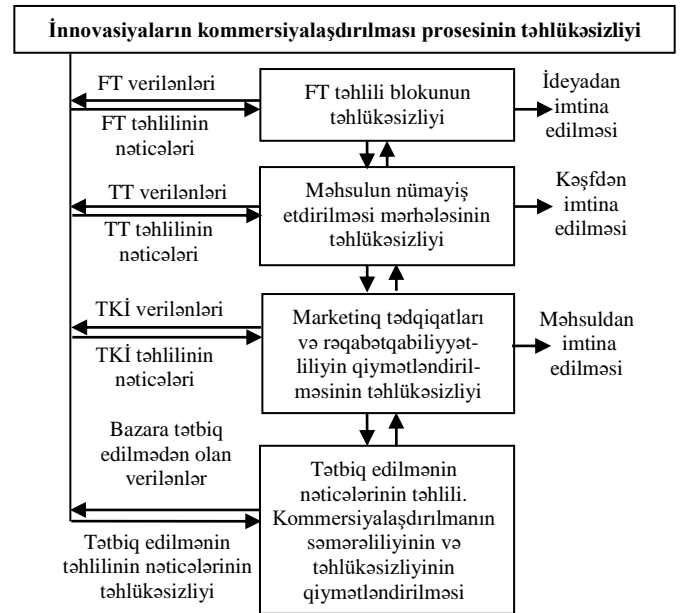 İnnovasiyaların kommersiyalaşdırılması prosesinin təhlükəsizliyi
FT verilənləri
FT təhlilinin
nəticələri
FT təhlili blokunun
təhlükəsizliyi
İdeyadan
imtina
edilməsi
TT verilənləri
TT təhlilinin
nəticələri
Məhsulun nümayiş
etdirilməsi mərhələsinin
təhlükəsizliyi
Kəşfdən
imtina
edilməsi
TKİ verilənləri
TKİ təhlilinin
nəticələri
Marketinq tədqiqatları
və rəqabətqabiliyyət-
liliyin qiymətləndiril-
məsinin təhlükəsizliyi
Məhsuldan
imtina
edilməsi
Bazara tətbiq
edilmədən olan
verilənlər
Tətbiq edilmənin
təhlilinin nəticələrinin
təhlükəsizliyi
Tətbiq edilmənin
nəticələrinin təhlili.
Kommersiyalaşdırılmanın
səmərəliliyinin və
təhlükəsizliyinin
qiymətləndirilməsi